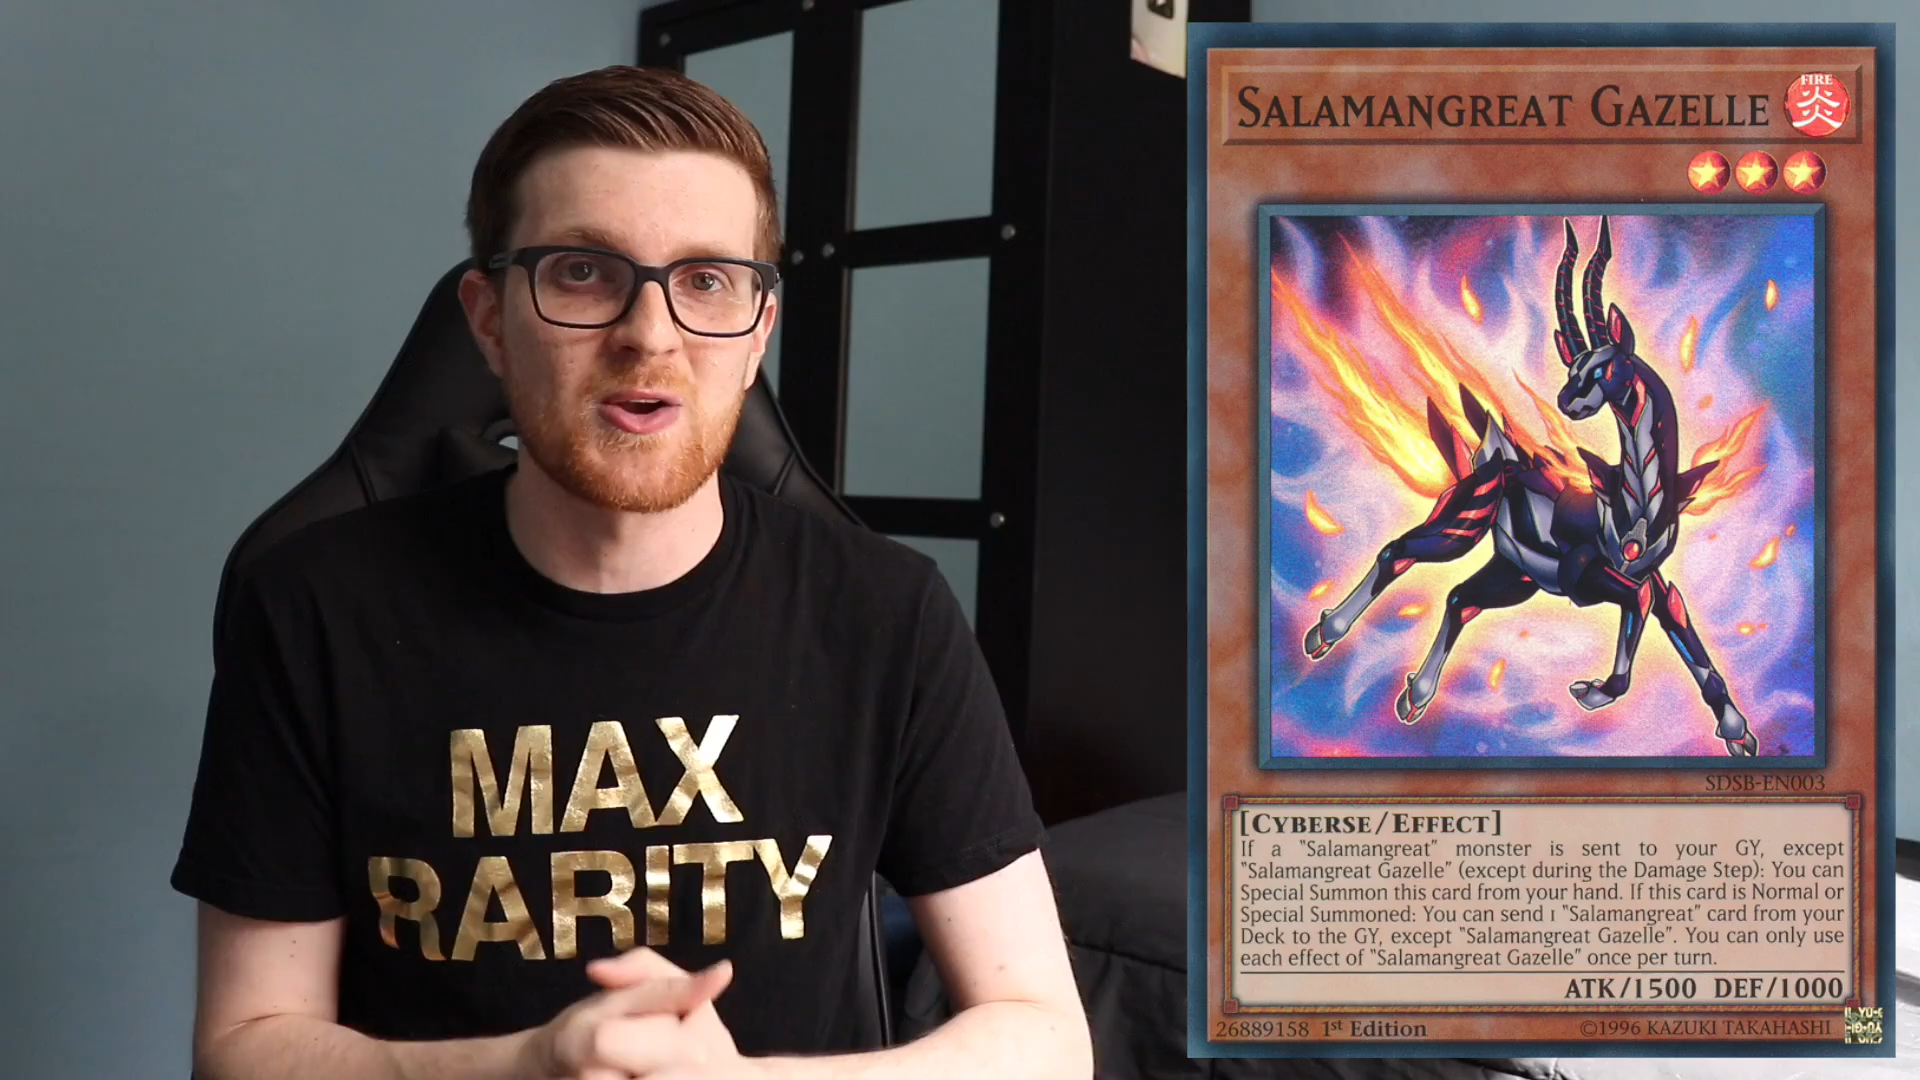 MAX
RARITY
SALAMANGREAT GAZELLE
FIRE
炎
SDSB-EN003
[CYBERSE/EFFECT]
If a "Salamangreat" monster is sent to your GY, except
"Salamangreat Gazelle" (except during the Damage Step): You can
Special Summon this card from your hand. If this card is Normal or
Special Summoned: You can send 1 "Salamangreat" card from your
Deck to the GY, except "Salamangreat Gazelle". You can only use
each effect of "Salamangreat Gazelle" once per turn.
ATK/1500 DEF/1000
26889158 1st Edition
©1996 KAZUKI TAKAHASHI